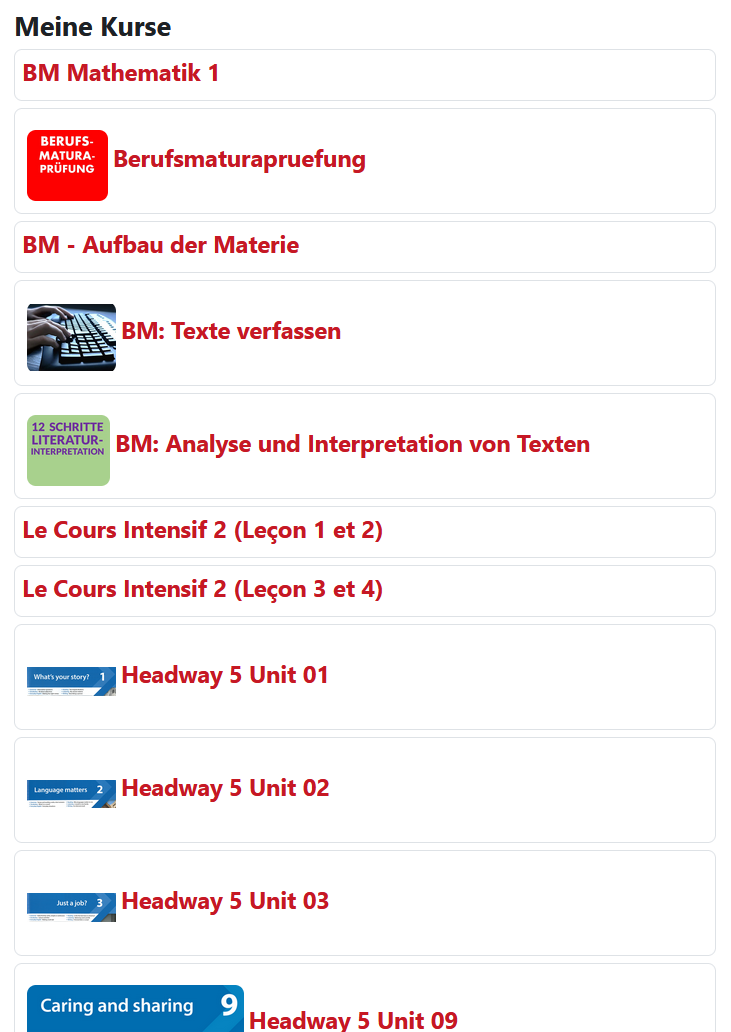 Meine Kurse
BM Mathematik 1
BERUFS-
MATURA-
PRÜFUNG
Berufsmaturapruefung
BM - Aufbau der Materie
BM: Texte verfassen
12 SCHRITTE
LITERATUR-
INTERPRETATION
BM: Analyse und Interpretation von Texten
Le Cours Intensif 2 (Leçon 1 et 2)
Le Cours Intensif 2 (Leçon 3 et 4)
What's your story? 1
Headway 5 Unit 01
Language matters 2
Headway 5 Unit 02
Just a job? 3
Headway 5 Unit 03
Caring and sharing 9
Headway 5 Unit 09